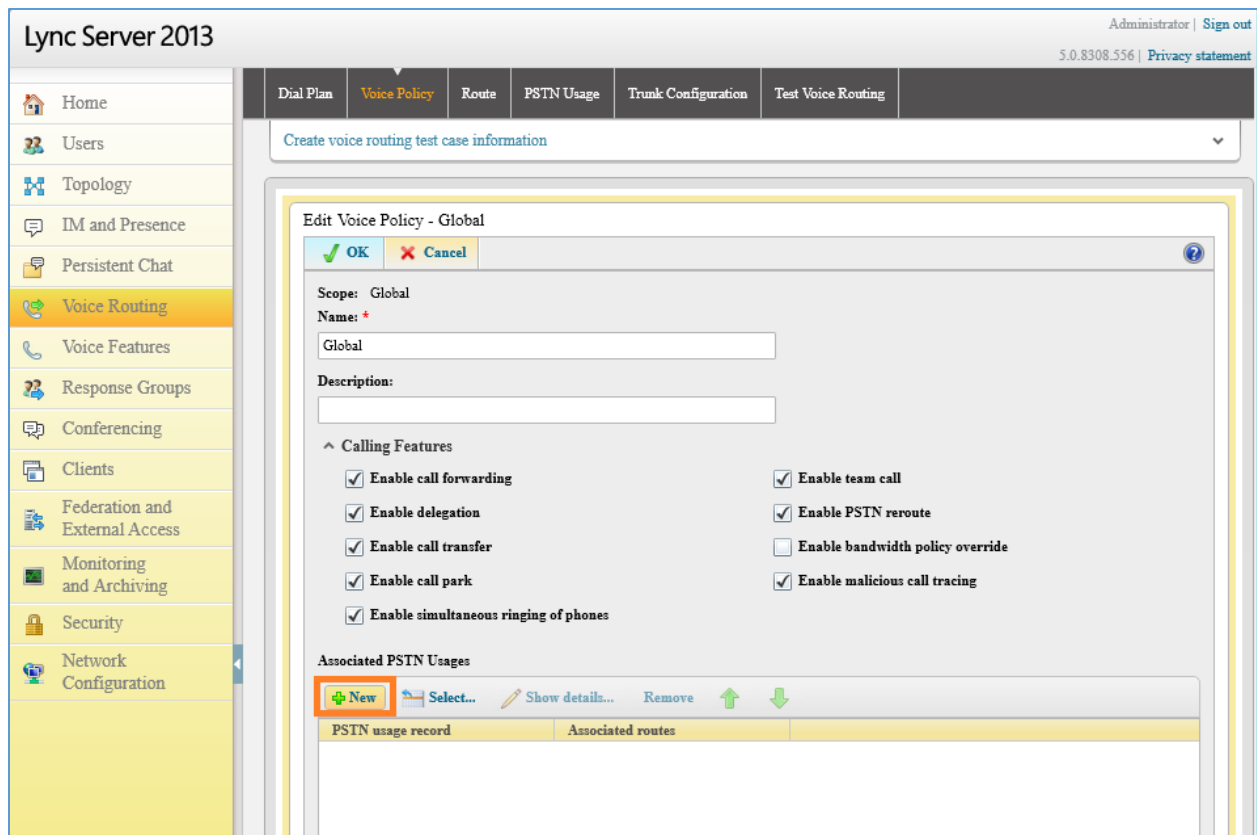 Lync Server 2013
Administrator | Sign out
5.0.8308.556 | Privacy statement
Home
Users
Topology
IM and Presence
Persistent Chat
Voice Routing
Voice Features
Response Groups
Conferencing
Clients
Federation and
External Access
Monitoring
and Archiving
Security
Network
Configuration
Dial Plan Voice Policy Route PSTN Usage Trunk Configuration Test Voice Routing
Create voice routing test case information
Edit Voice Policy - Global
OK Cancel
Scope: Global
Name: *
Global
Description:
Calling Features
Enable call forwarding Enable team call
Enable delegation Enable PSTN reroute
Enable call transfer Enable bandwidth policy override
Enable call park Enable malicious call tracing
Enable simultaneous ringing of phones
Associated PSTN Usages
New Select... Show details... Remove
PSTN usage record Associated routes